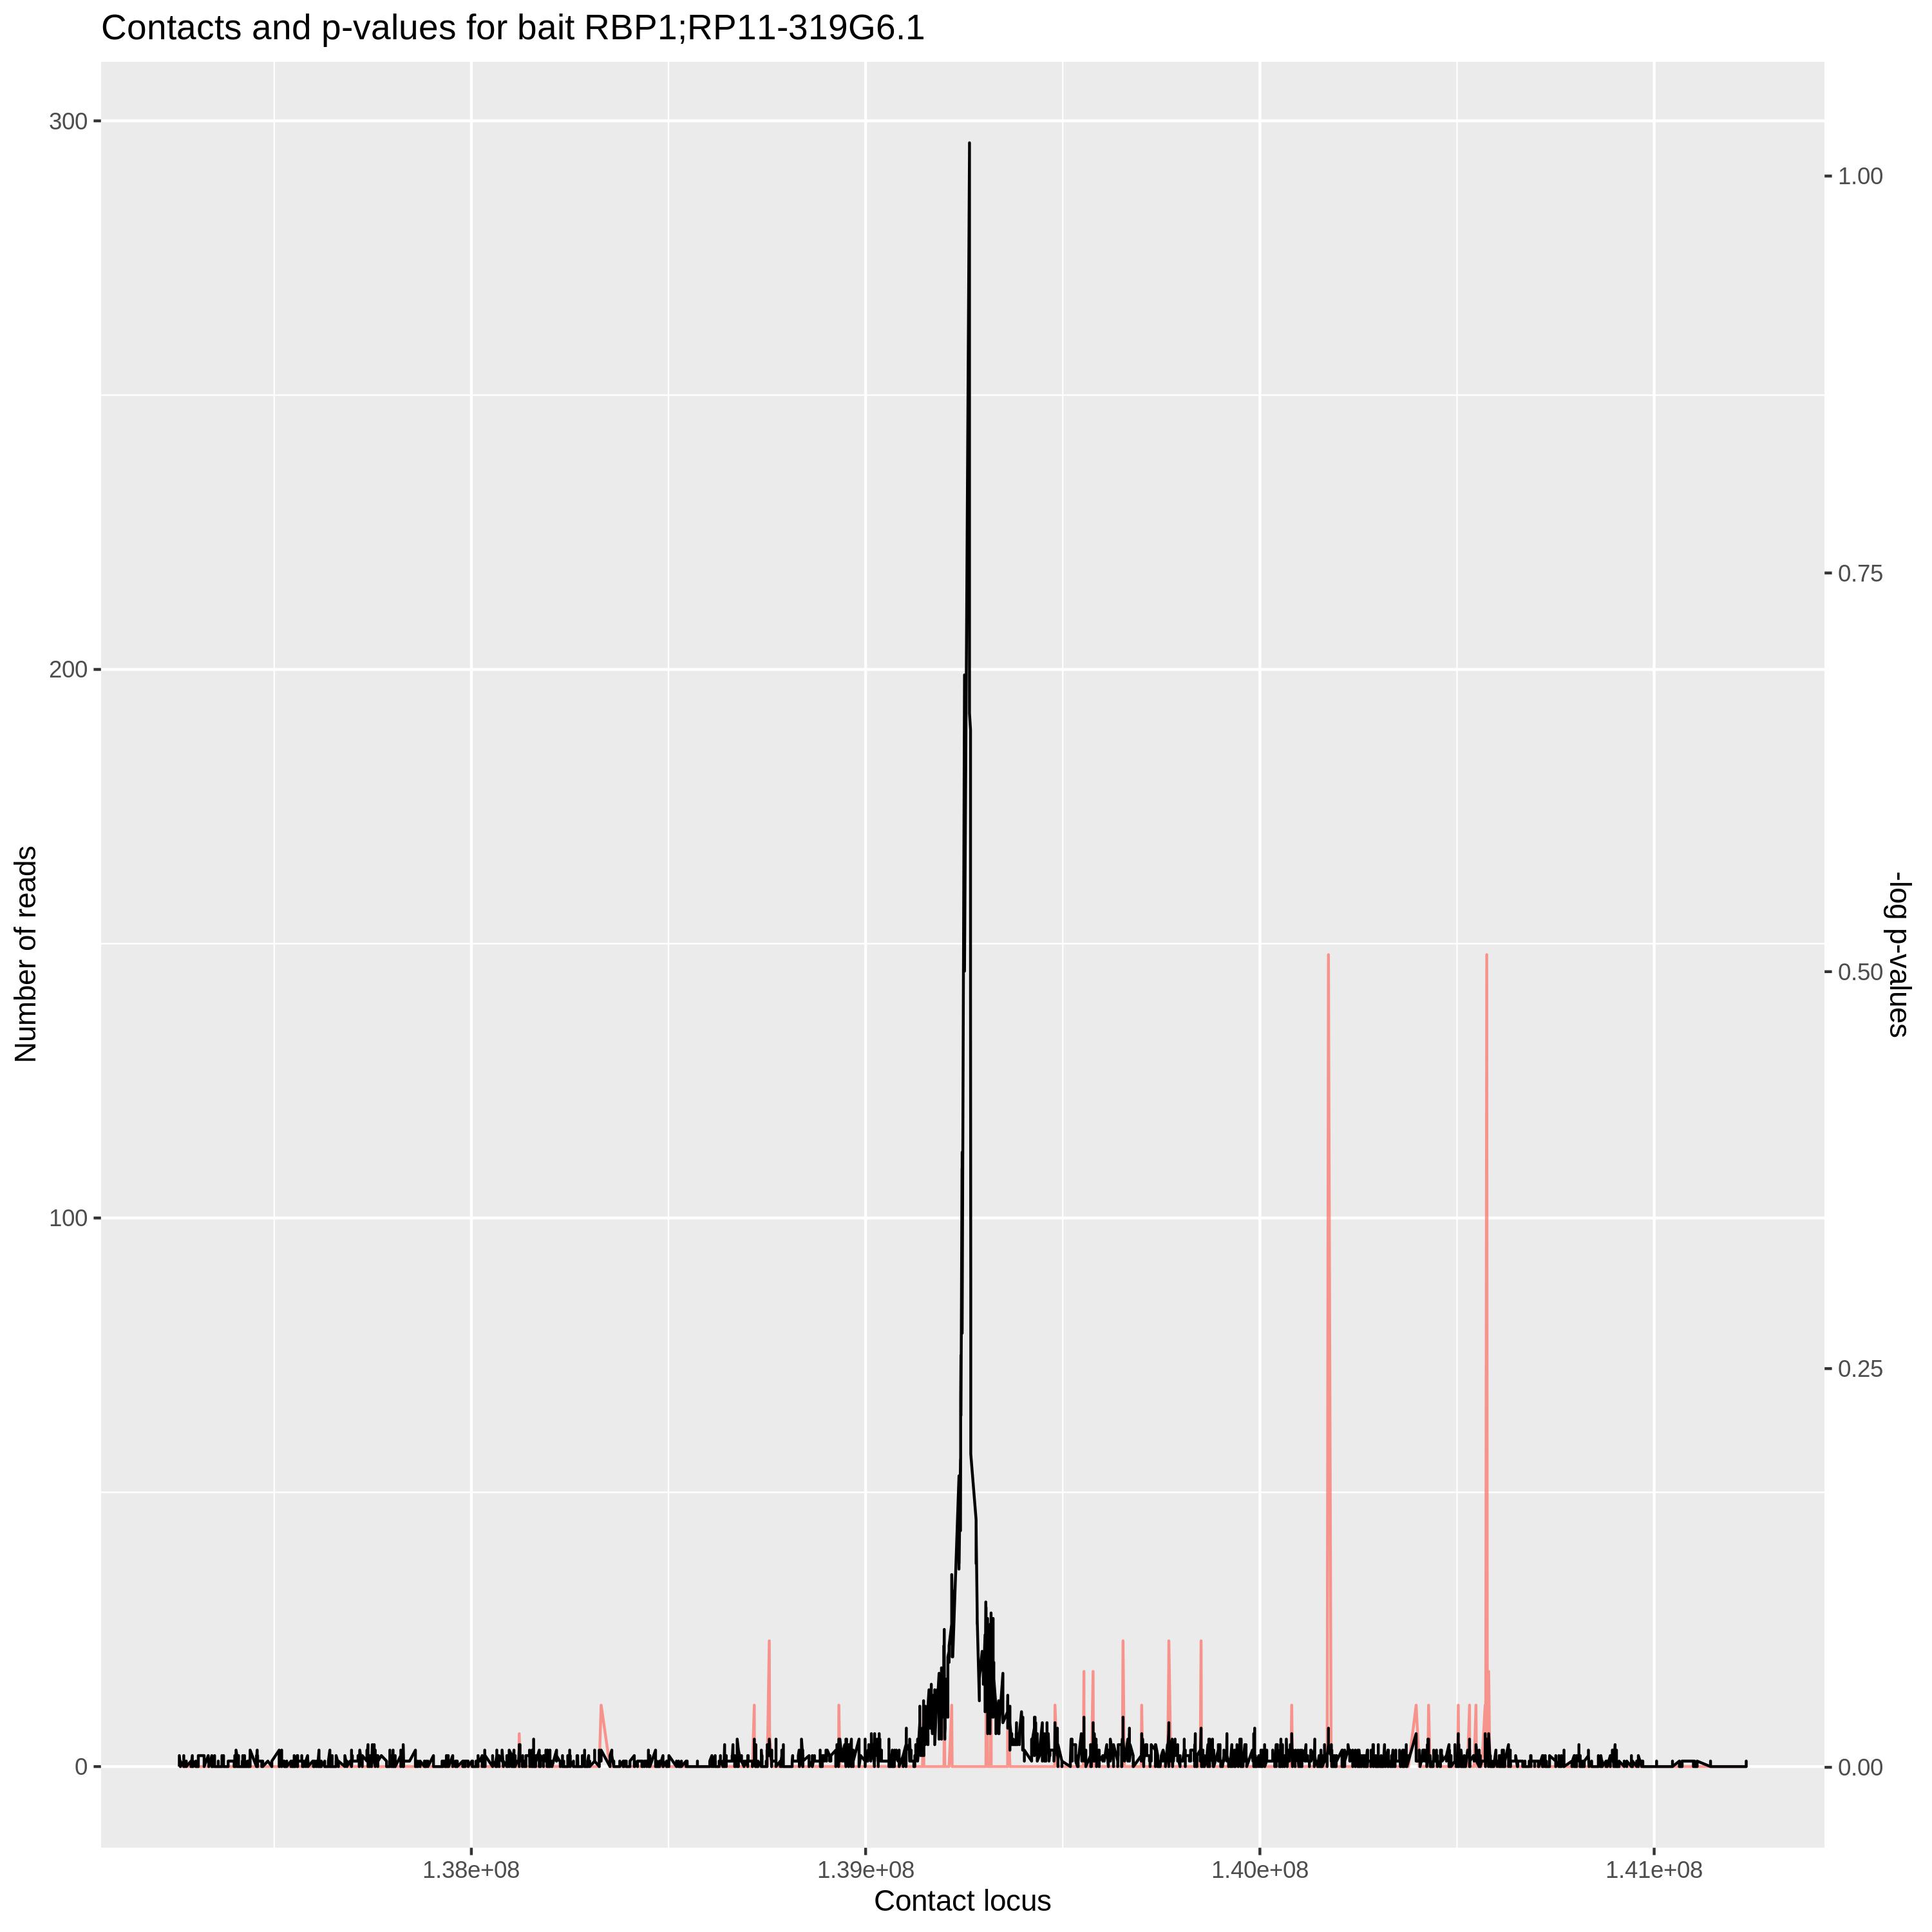 Contacts and p-values for bait RBP1;RP11-319G6.1
300
200
100
0
Number of reads
1.00
0.75
0.50
0.25
0.00
-log p-values
1.38e+08
1.39e+08
1.40e+08
1.41e+08
Contact locus